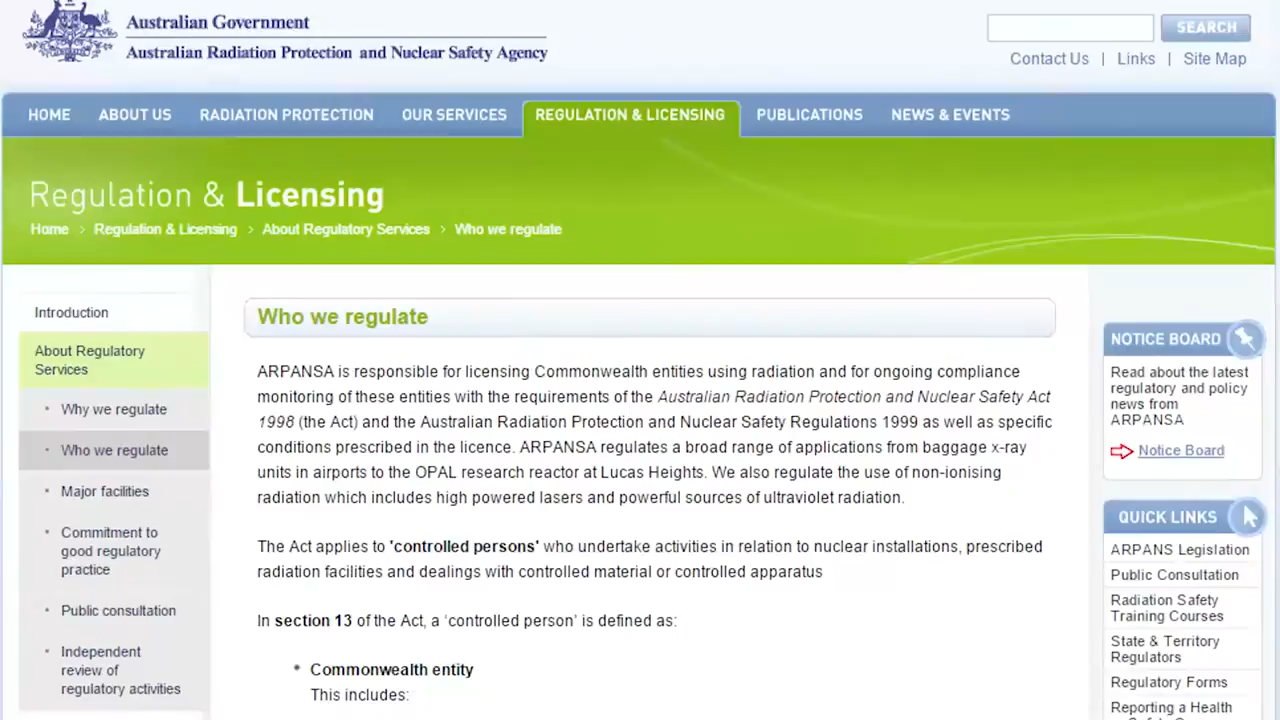 Australian Government
Australian Radiation Protection and Nuclear Safety Agency
SEARCH
Contact Us | Links | Site Map
HOME ABOUT US RADIATION PROTECTION OUR SERVICES REGULATION & LICENSING PUBLICATIONS NEWS & EVENTS
Regulation & Licensing
Home > Regulation & Licensing > About Regulatory Services > Who we regulate
Introduction
About Regulatory
Services
Why we regulate
Who we regulate
Major facilities
Commitment to
good regulatory
practice
Public consultation
Independent
review of
regulatory activities
Who we regulate
ARPANSA is responsible for licensing Commonwealth entities using radiation and for ongoing compliance
monitoring of these entities with the requirements of the Australian Radiation Protection and Nuclear Safety Act
1998 (the Act) and the Australian Radiation Protection and Nuclear Safety Regulations 1999 as well as specific
conditions prescribed in the licence. ARPANSA regulates a broad range of applications from baggage x-ray
units in airports to the OPAL research reactor at Lucas Heights. We also regulate the use of non-ionising
radiation which includes high powered lasers and powerful sources of ultraviolet radiation.
The Act applies to 'controlled persons' who undertake activities in relation to nuclear installations, prescribed
radiation facilities and dealings with controlled material or controlled apparatus
In section 13 of the Act, a ‘controlled person’ is defined as:
• Commonwealth entity
This includes:
NOTICE BOARD
Read about the latest
regulatory and policy
news from
ARPANSA
Notice Board
QUICK LINKS
ARPANS Legislation
Public Consultation
Radiation Safety
Training Courses
State & Territory
Regulators
Regulatory Forms
Reporting a Health